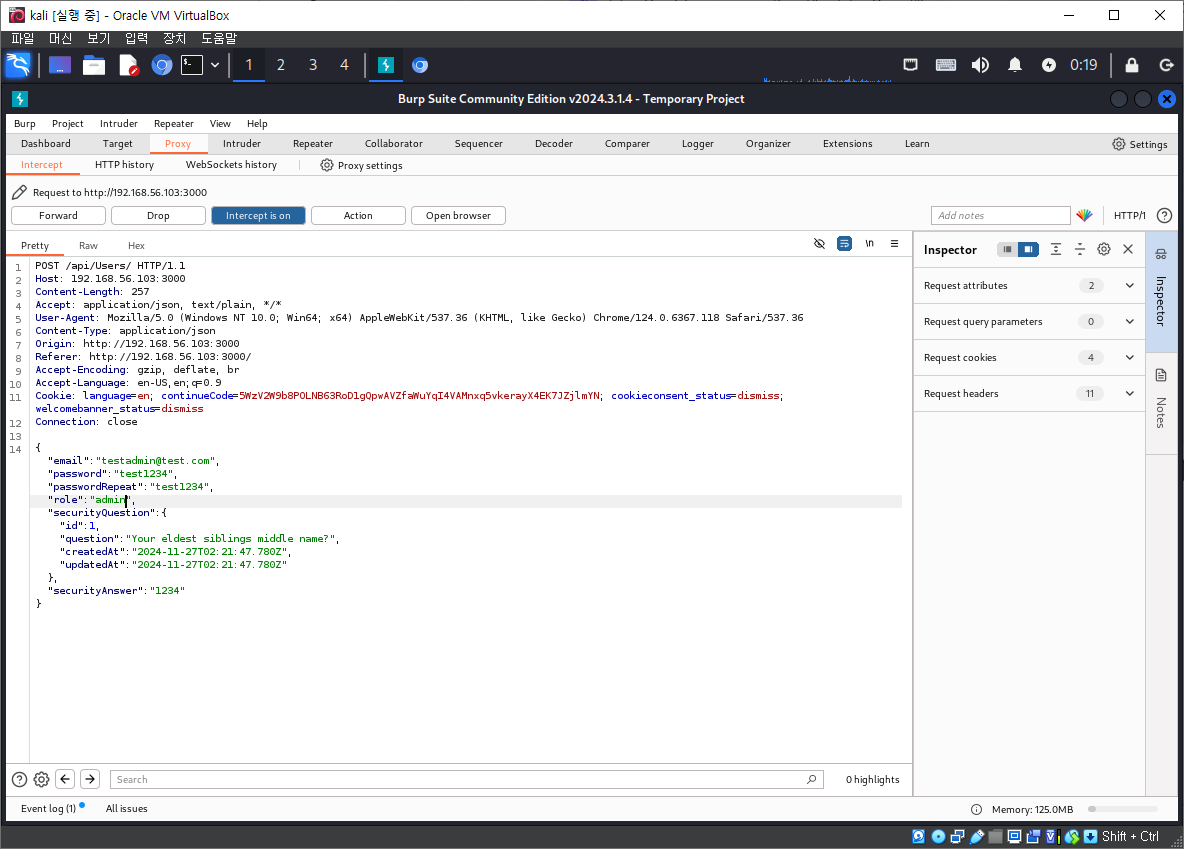 kali [실행 중] - Oracle VM VirtualBox
파일 머신 보기 입력 장치 도움말
1 2 3 4 0:19
Burp Suite Community Edition v2024.3.1.4 - Temporary Project
Burp Project Intruder Repeater View Help
Dashboard Target Proxy Intruder Repeater Collaborator Sequencer Decoder Comparer Logger Organizer Extensions Learn Settings
Intercept HTTP history WebSockets history Proxy settings
Request to http://192.168.56.103:3000
Forward Drop Intercept is on Action Open browser Add notes HTTP/1
Pretty Raw Hex \n
1 POST /api/Users/ HTTP/1.1
2 Host: 192.168.56.103:3000
3 Content-Length: 257
4 Accept: application/json, text/plain, */*
5 User-Agent: Mozilla/5.0 (Windows NT 10.0; Win64; x64) AppleWebKit/537.36 (KHTML, like Gecko) Chrome/124.0.6367.118 Safari/537.36
6 Content-Type: application/json
7 Origin: http://192.168.56.103:3000
8 Referer: http://192.168.56.103:3000/
9 Accept-Encoding: gzip, deflate, br
10 Accept-Language: en-US,en;q=0.9
11 Cookie: language=en; continueCode=5WzV2W9b8POLNB63RoD1gQpwAVZfaWuYqI4VAMnxq5vkerayX4EK7JZjlmYN; cookieconsent_status=dismiss;
welcomebanner_status=dismiss
12 Connection: close
13
14 {
"email":"testadmin@test.com",
"password":"test1234",
"passwordRepeat":"test1234",
"role":"admin",
"securityQuestion":{
"id":1,
"question":"Your eldest siblings middle name?",
"createdAt":"2024-11-27T02:21:47.780Z",
"updatedAt":"2024-11-27T02:21:47.780Z"
},
"securityAnswer":"1234"
}
Inspector
Request attributes 2
Request query parameters 0
Request cookies 4
Request headers 11
Inspector
Notes
Search 0 highlights
Event log (1) All issues Memory: 125.0MB
Shift + Ctrl